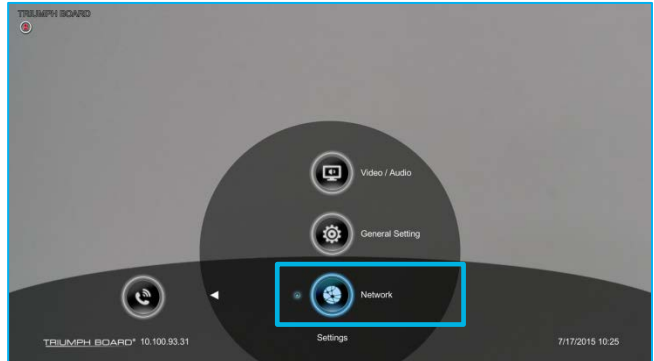 TRIUMPH BOARD
Video / Audio
General Setting
Network
TRIUMPH BOARD® 10.100.93.31
Settings
7/17/2015 10:25